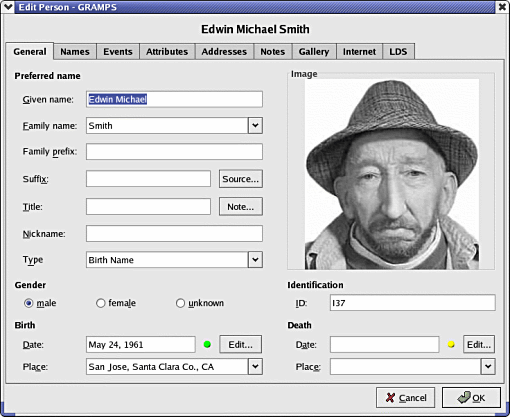 Edit Person - GRAMPS
Edwin Michael Smith
General Names Events Attributes Addresses Notes Gallery Internet LDS
Preferred name
Given name: Edwin Michael
Family name: Smith
Family prefix:
Suffix: Source...
Title: Note...
Nickname:
Type Birth Name
Image
Gender
male female unknown
Identification
ID: I37
Birth
Date: May 24, 1961 Edit...
Place: San Jose, Santa Clara Co., CA
Death
Date: Edit...
Place:
Cancel OK